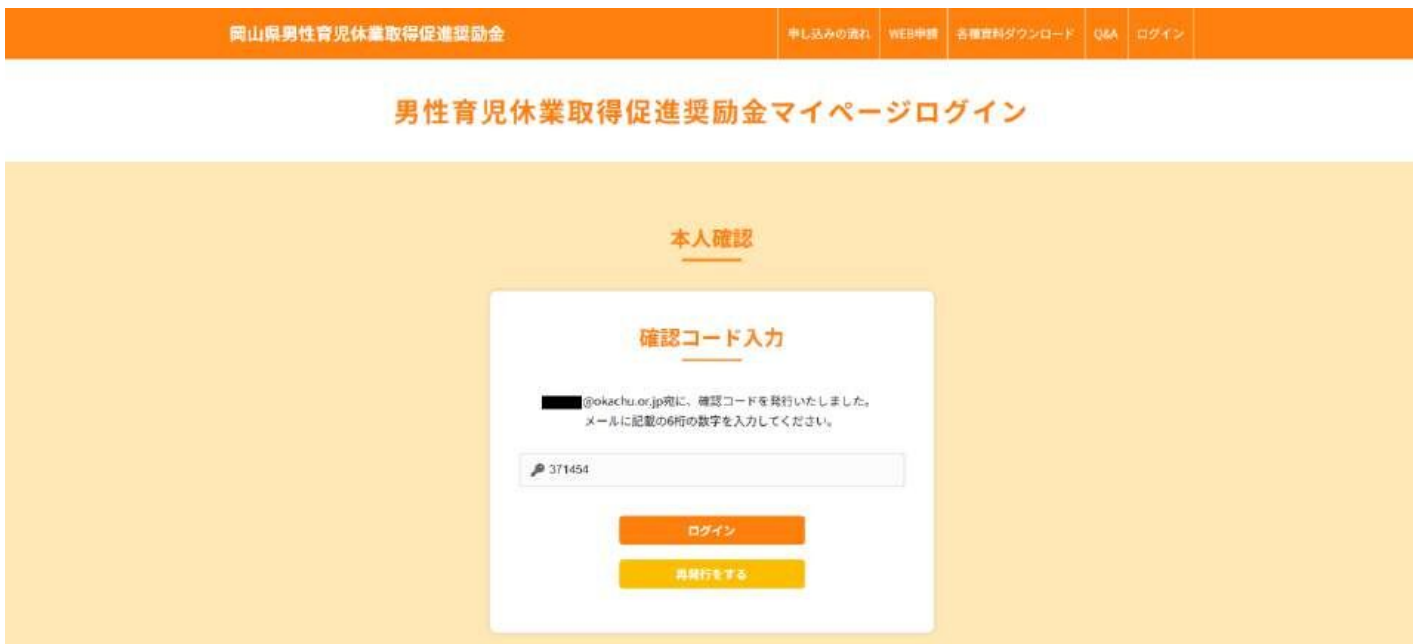 岡山県男性育児休業取得促進奨励金
申し込みの流れ
WEB申請
各種資料ダウンロード
Q&A
ログイン
男性育児休業取得促進奨励金マイページログイン
本人確認
確認コード入力
@okachu.or.jp宛に、確認コードを発行いたしました。
メールに記載の6桁の数字を入力してください。
371454
ログイン
再発行をする